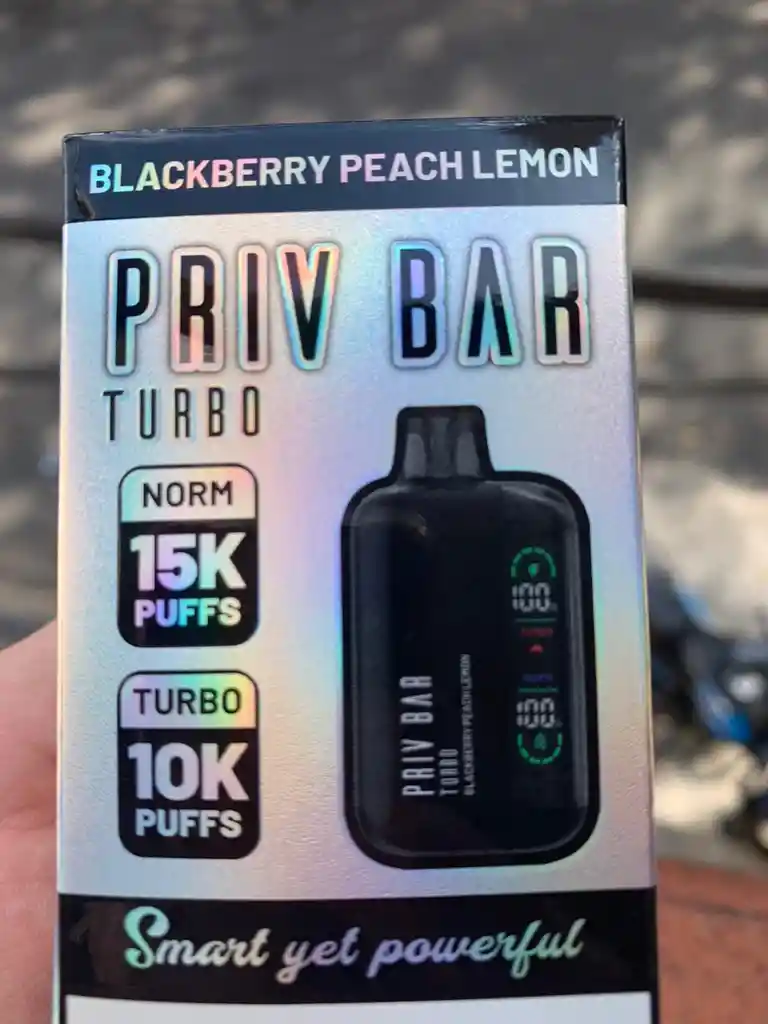 BLACKBERRY PEACH LEMON
PRIV BAR
TURBO
NORM
15K
PUFFS
TURBO
10K
PUFFS
PRIV BAR
TURBO
BLACKBERRY PEACH LEMON
100
100
Smart yet powerful